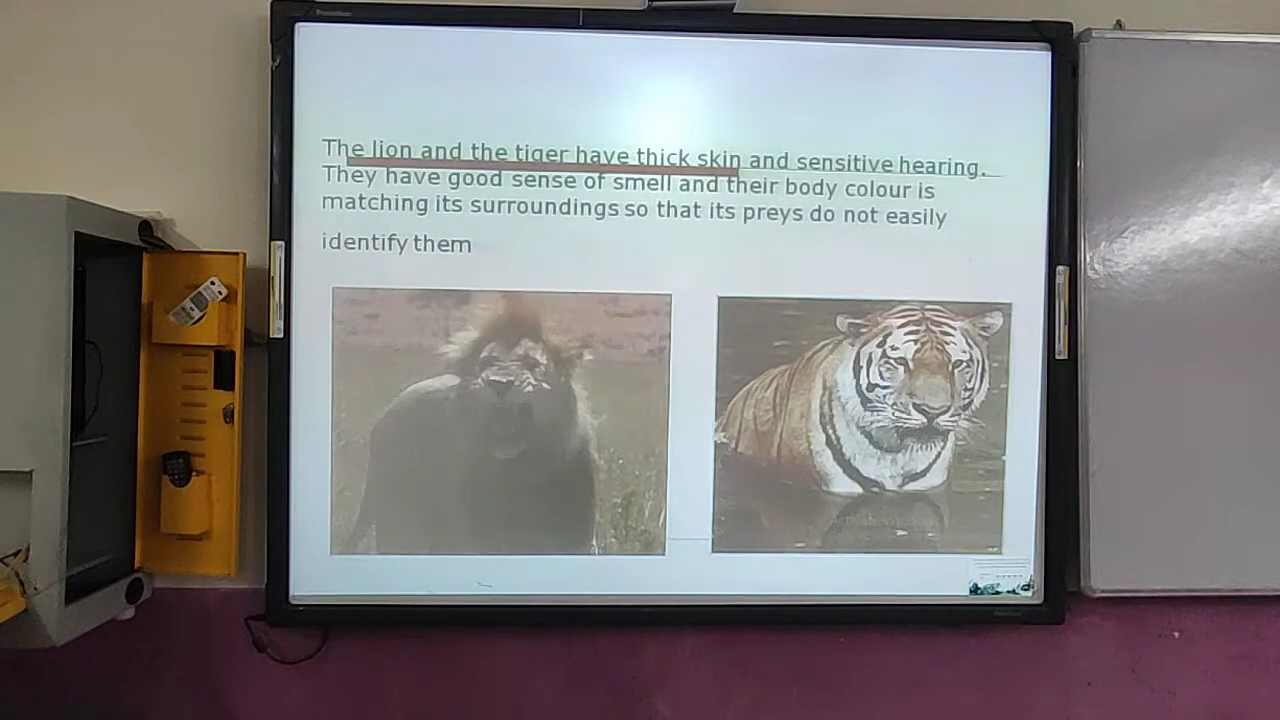 The lion and the tiger have thick skin and sensitive hearing.
They have good sense of smell and their body colour is
matching its surroundings so that its preys do not easily
identify them